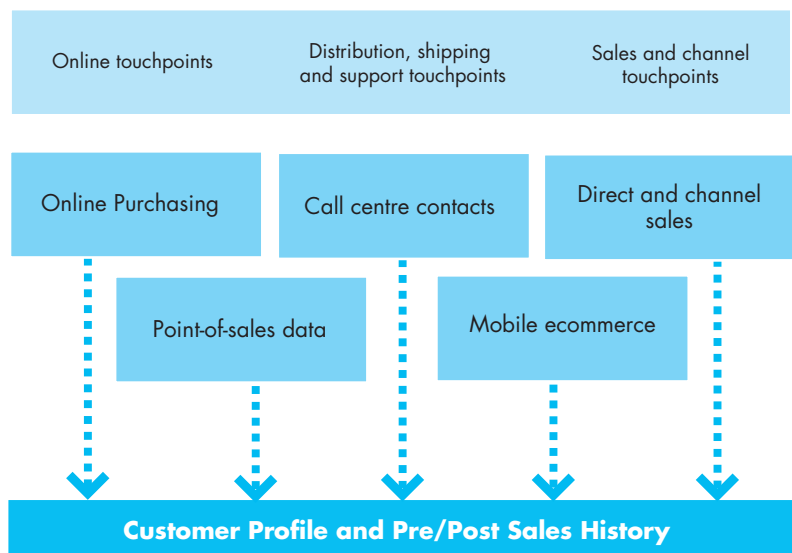 Online touchpoints
Distribution, shipping
and support touchpoints
Sales and channel
touchpoints
Online Purchasing
Call centre contacts
Direct and channel
sales
Point-of-sales data
Mobile ecommerce
Customer Profile and Pre/Post Sales History